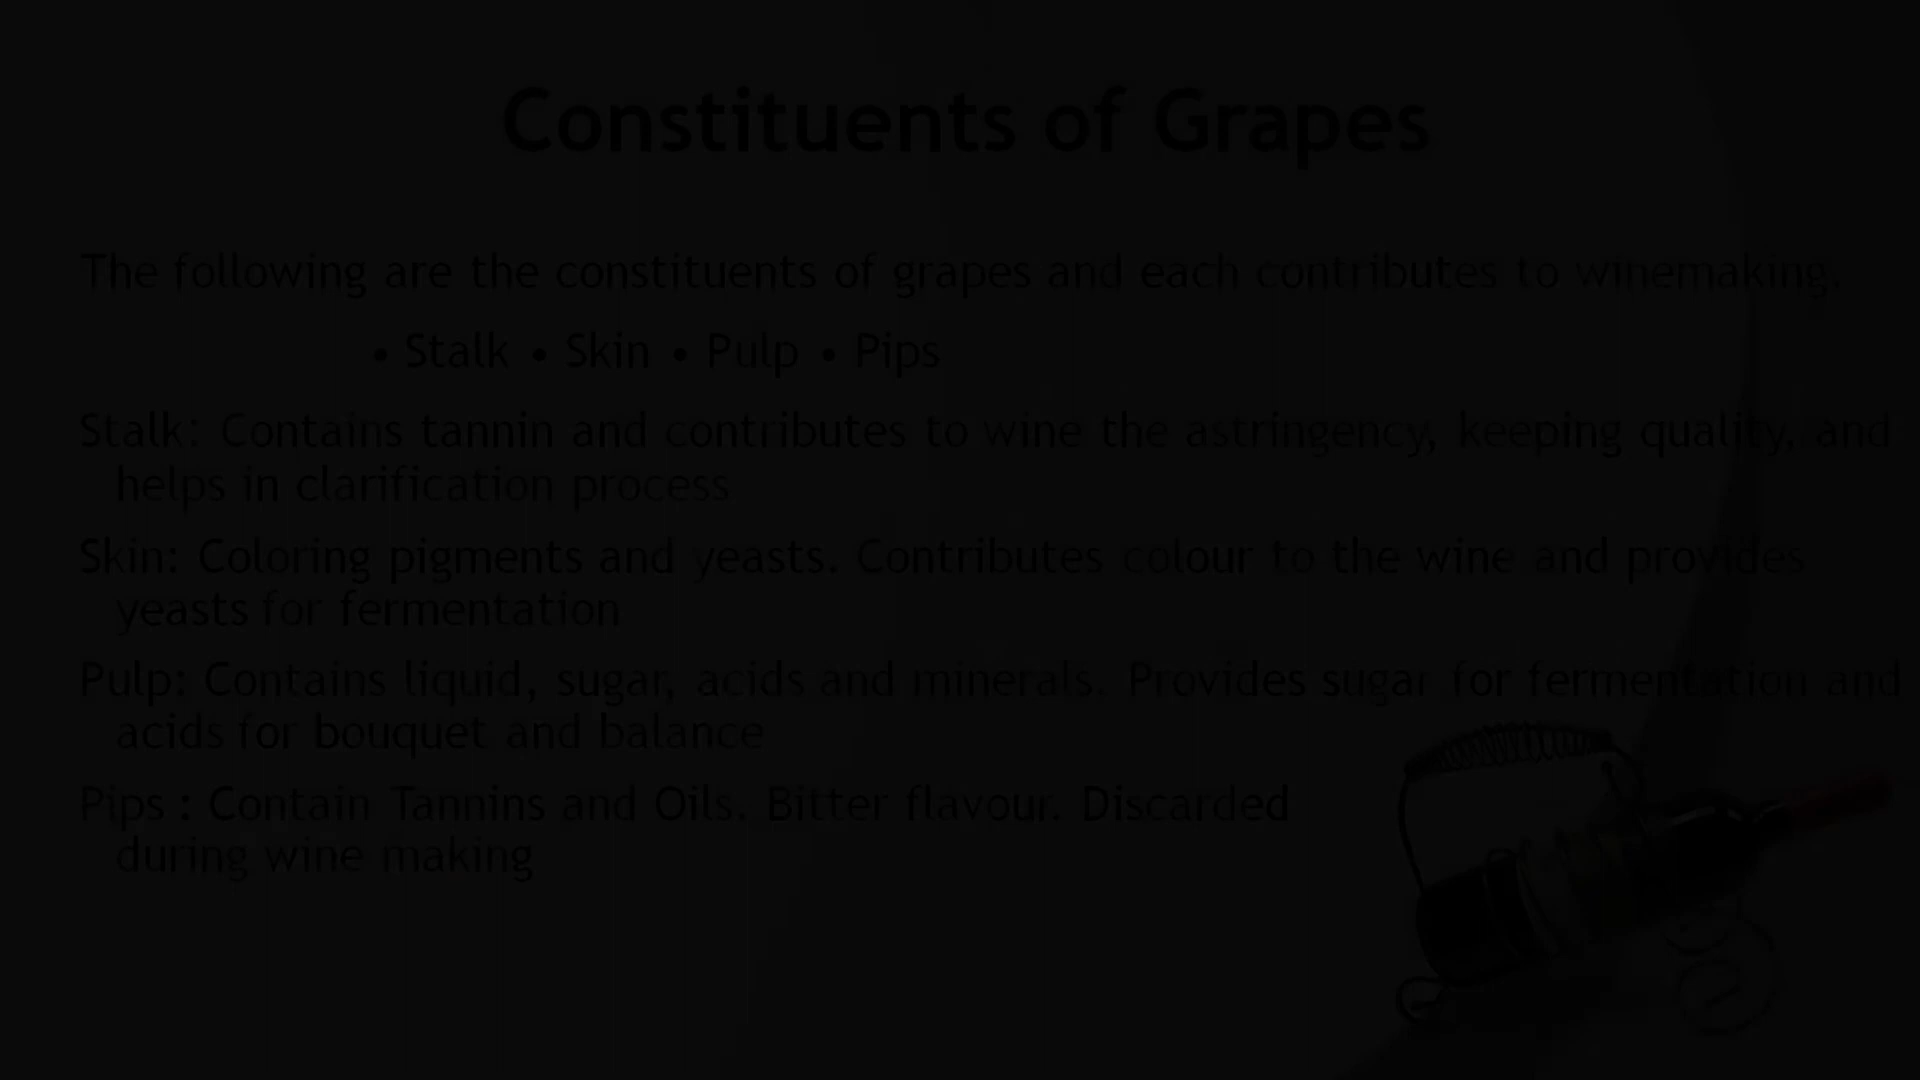 Constituents of Grapes
The following are the constituents of grapes and each contributes to winemaking.
• Stalk • Skin • Pulp • Pips
Stalk: Contains tannin and contributes to wine the astringency, keeping quality, and
helps in clarification process
Skin: Coloring pigments and yeasts. Contributes colour to the wine and provides
yeasts for fermentation
Pulp: Contains liquid, sugar, acids and minerals. Provides sugar for fermentation and
acids for bouquet and balance
Pips : Contain Tannins and Oils. Bitter flavour. Discarded
during wine making